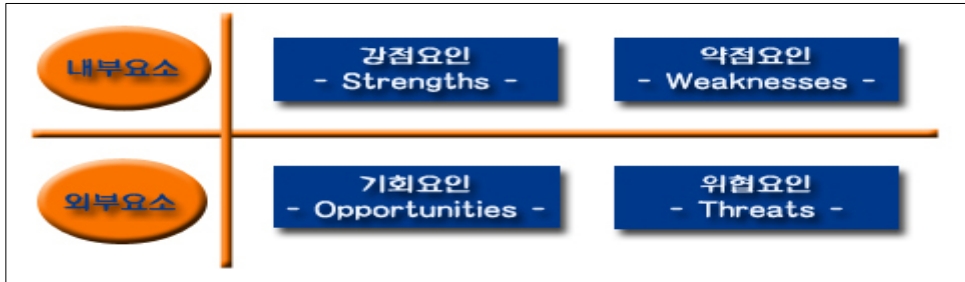 내부요소
강점요인
- Strengths -
약점요인
- Weaknesses -
외부요소
기회요인
- Opportunities -
위협요인
- Threats -